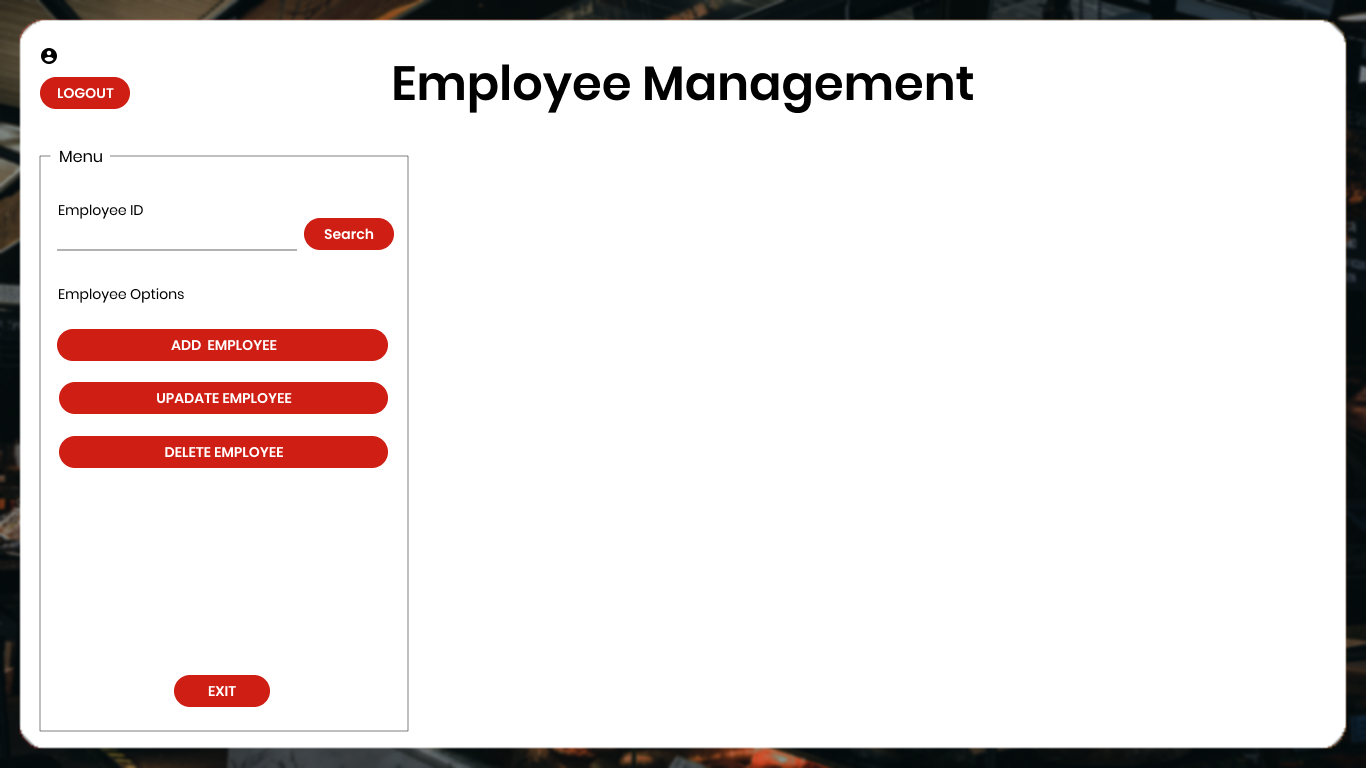 Employee Management
LOGOUT
Menu
Employee ID
Search
Employee Options
ADD  EMPLOYEE
UPADATE EMPLOYEE
DELETE EMPLOYEE
EXIT